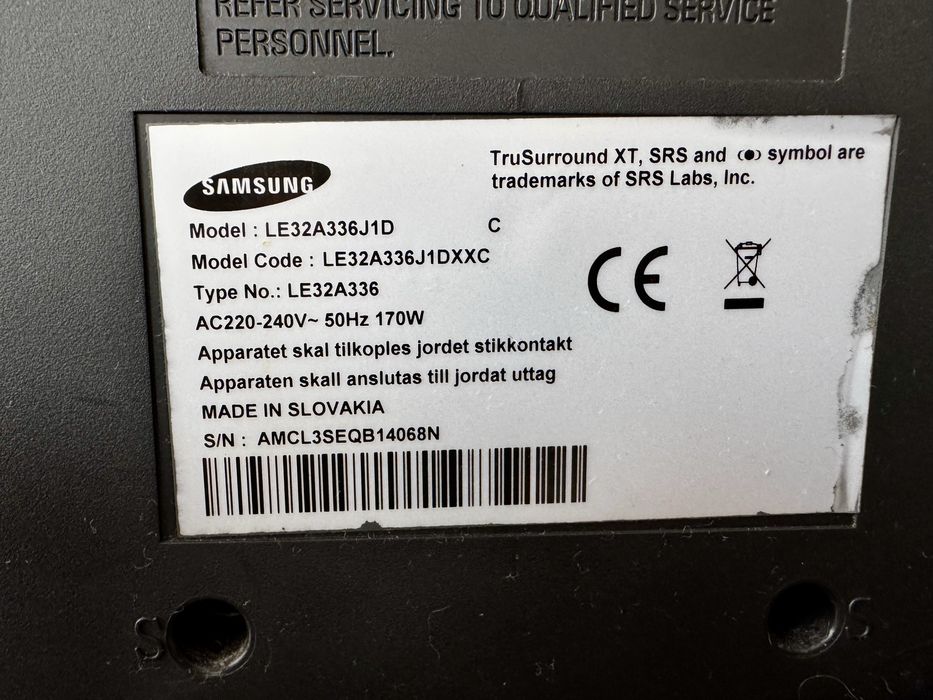 REFER SERVICING TO QUALIFIED SERVICE
PERSONNEL.
SAMSUNG
TruSurround XT, SRS and (●) symbol are
trademarks of SRS Labs, Inc.
Model : LE32A336J1D C
Model Code : LE32A336J1DXXC
Type No.: LE32A336
AC220-240V~ 50Hz 170W
Apparatet skal tilkoples jordet stikkontakt
Apparaten skall anslutas till jordat uttag
MADE IN SLOVAKIA
S/N : AMCL3SEQB14068N
CE
S
S